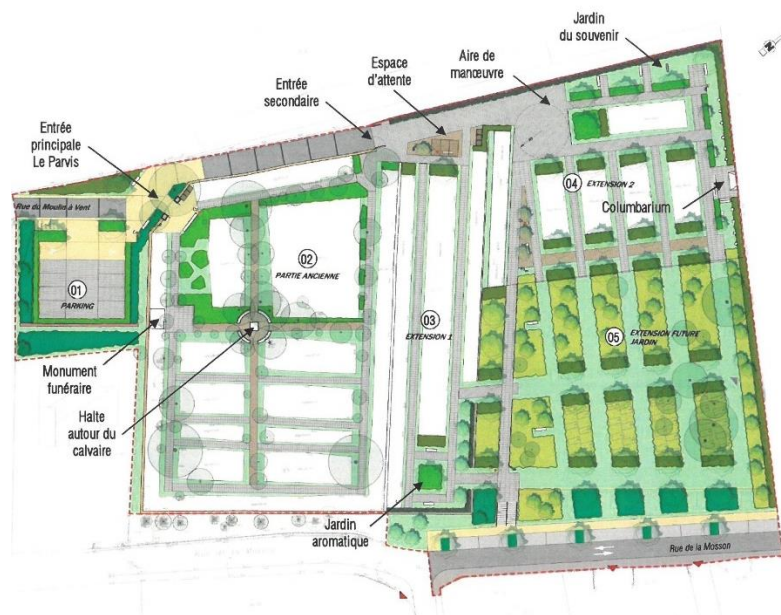 Jardin
du souvenir
Aire de
manœuvre
Espace
d'attente
Entrée
secondaire
Entrée
principale
Le Parvis
N
Rue du Moulin à Vent
01
PARKING
02
PARTIE ANCIENNE
03
EXTENSION 1
04
EXTENSION 2
Columbarium
05
EXTENSION FUTURE
JARDIN
Monument
funéraire
Halte
autour du
calvaire
Jardin
aromatique
Rue de la Mosson